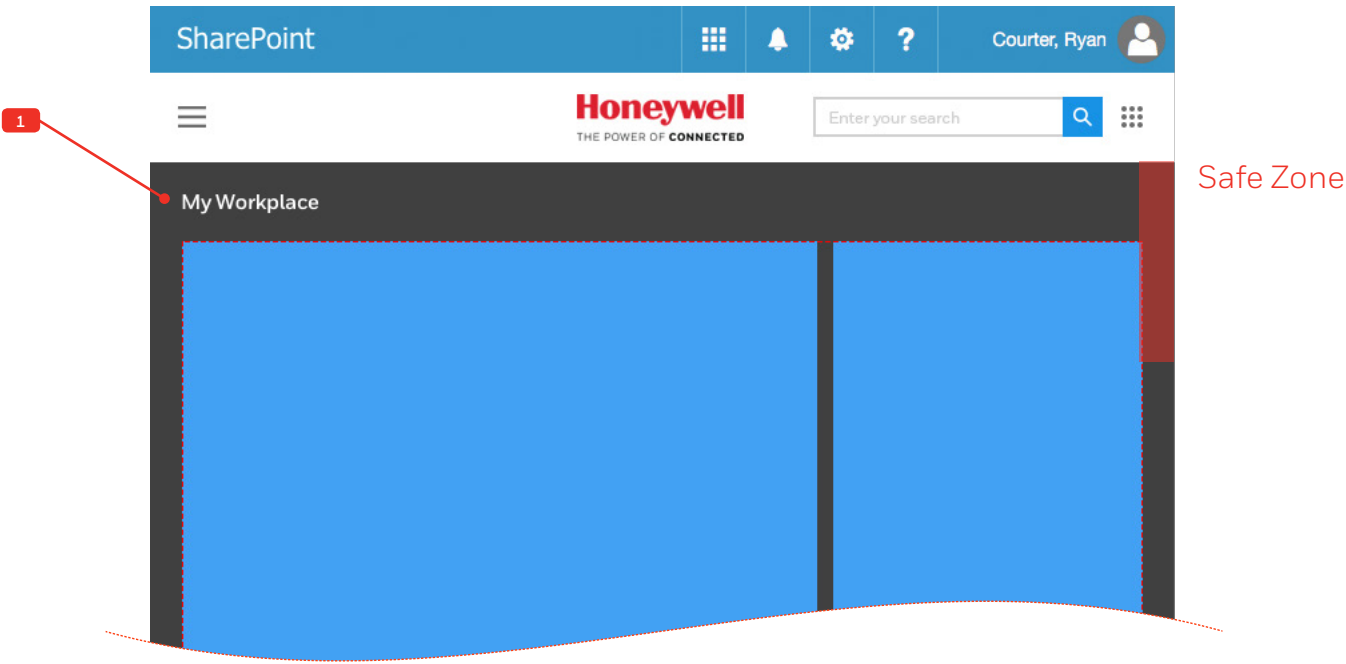 SharePoint
? Courter, Ryan
1
Honeywell
THE POWER OF CONNECTED
Enter your search
Safe Zone
My Workplace